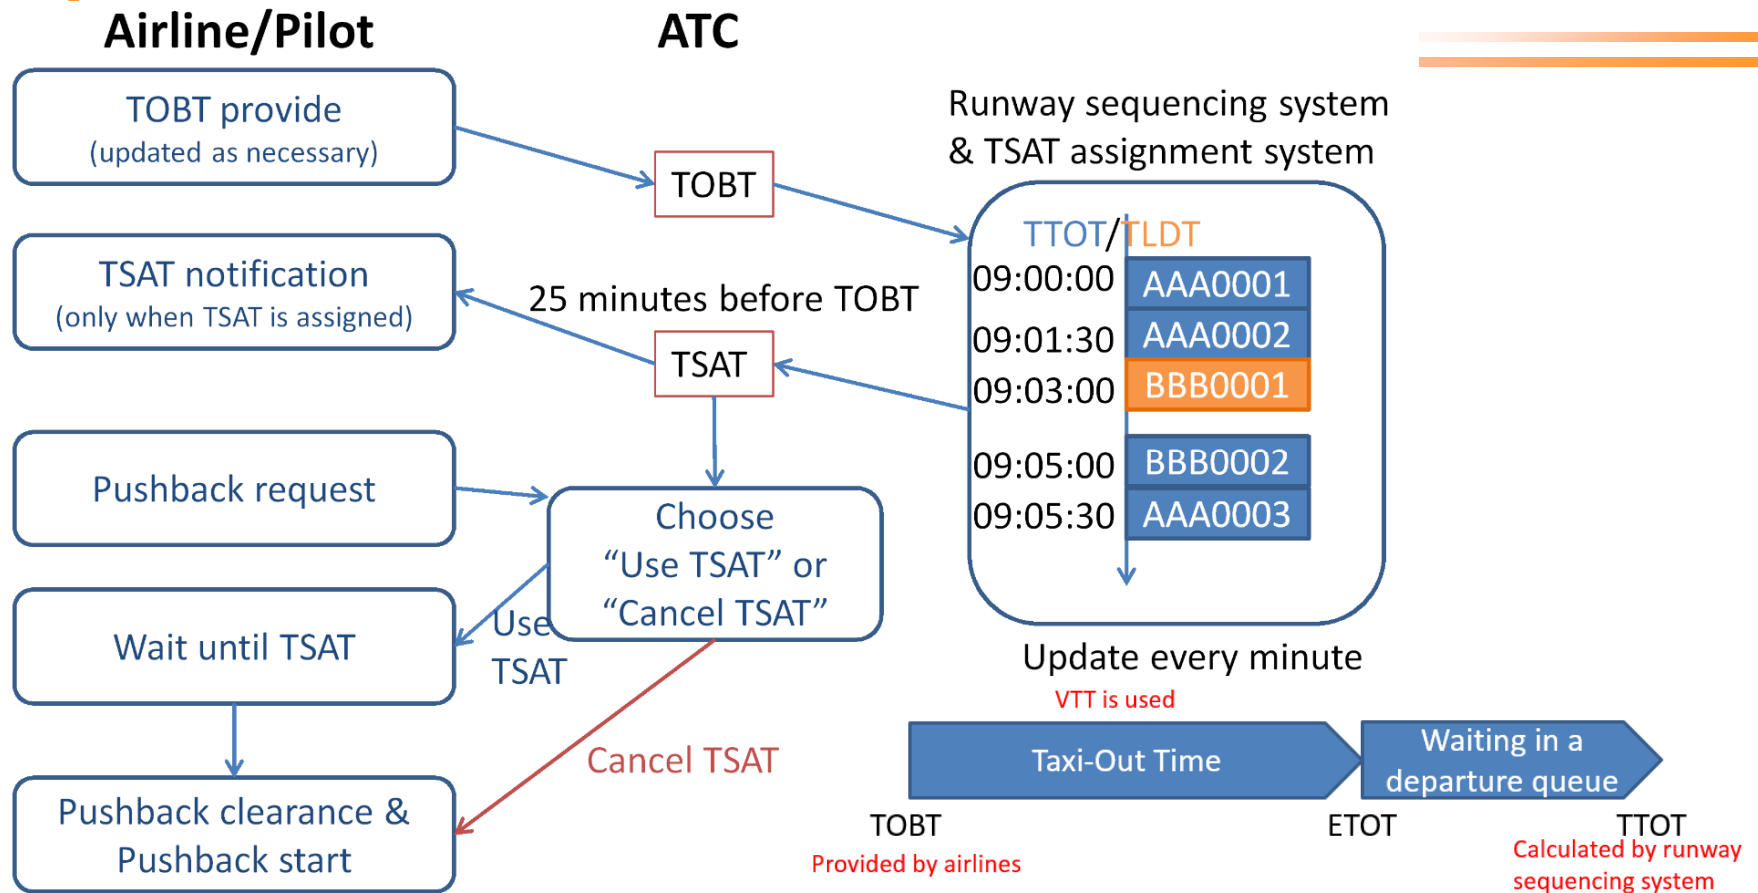 Airline/Pilot
ATC
TOBT provide
(updated as necessary)
TOBT
Runway sequencing system
& TSAT assignment system
TTOT/TLDT
09:00:00 AAA0001
09:01:30 AAA0002
09:03:00 BBB0001
09:05:00 BBB0002
09:05:30 AAA0003
Update every minute
TSAT notification
(only when TSAT is assigned)
25 minutes before TOBT
TSAT
Pushback request
Choose
“Use TSAT” or
“Cancel TSAT”
Use
TSAT
Wait until TSAT
Cancel TSAT
Pushback clearance &
Pushback start
VTT is used
Taxi-Out Time
Waiting in a
departure queue
TOBT
ETOT
TTOT
Provided by airlines
Calculated by runway
sequencing system